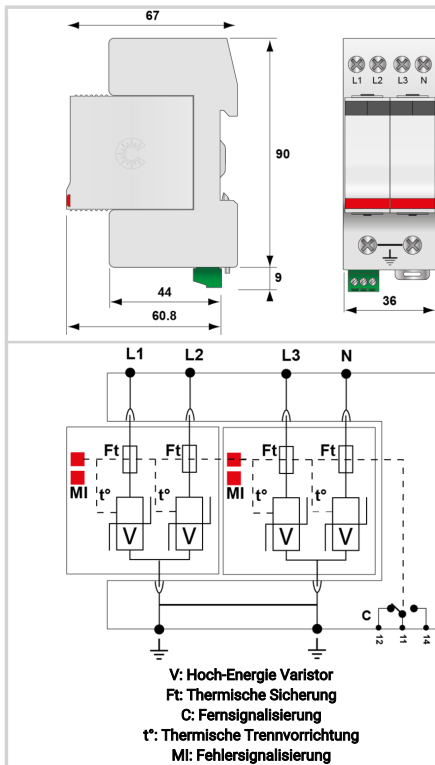 67
L1 L2 L3 N
90
9
44
36
60.8
L1 L2 L3 N
Ft Ft Ft Ft
MI t° t° MI t° t°
V V V V
C
12 11 14
V: Hoch-Energie Varistor
Ft: Thermische Sicherung
C: Fernsignalisierung
t°: Thermische Trennvorrichtung
MI: Fehlersignalisierung